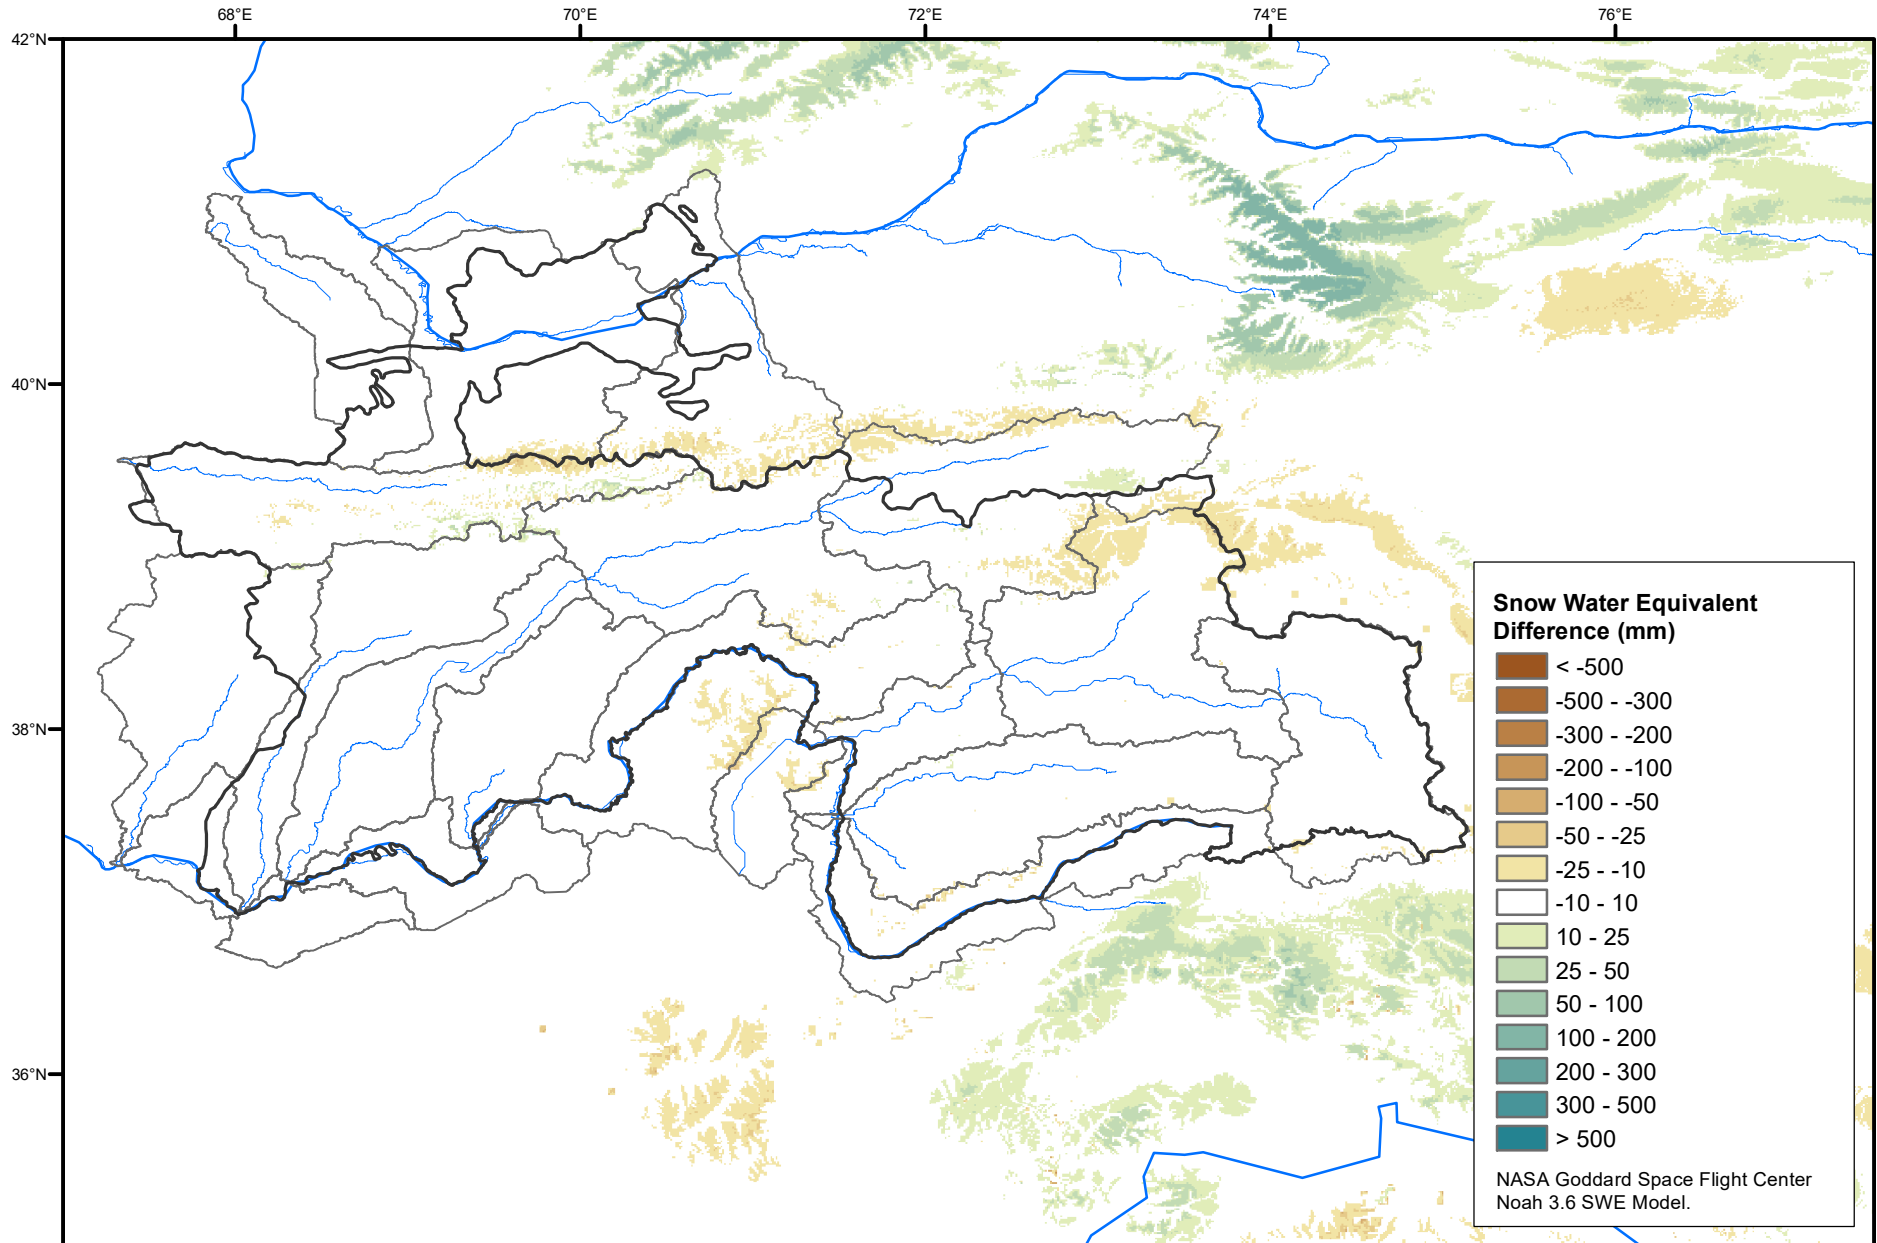 68°E 70°E 72°E 74°E 76°E
42°N
40°N
38°N
36°N
Snow Water Equivalent
Difference (mm)
< -500
-500 - -300
-300 - -200
-200 - -100
-100 - -50
-50 - -25
-25 - -10
-10 - 10
10 - 25
25 - 50
50 - 100
100 - 200
200 - 300
300 - 500
> 500
NASA Goddard Space Flight Center
Noah 3.6 SWE Model.